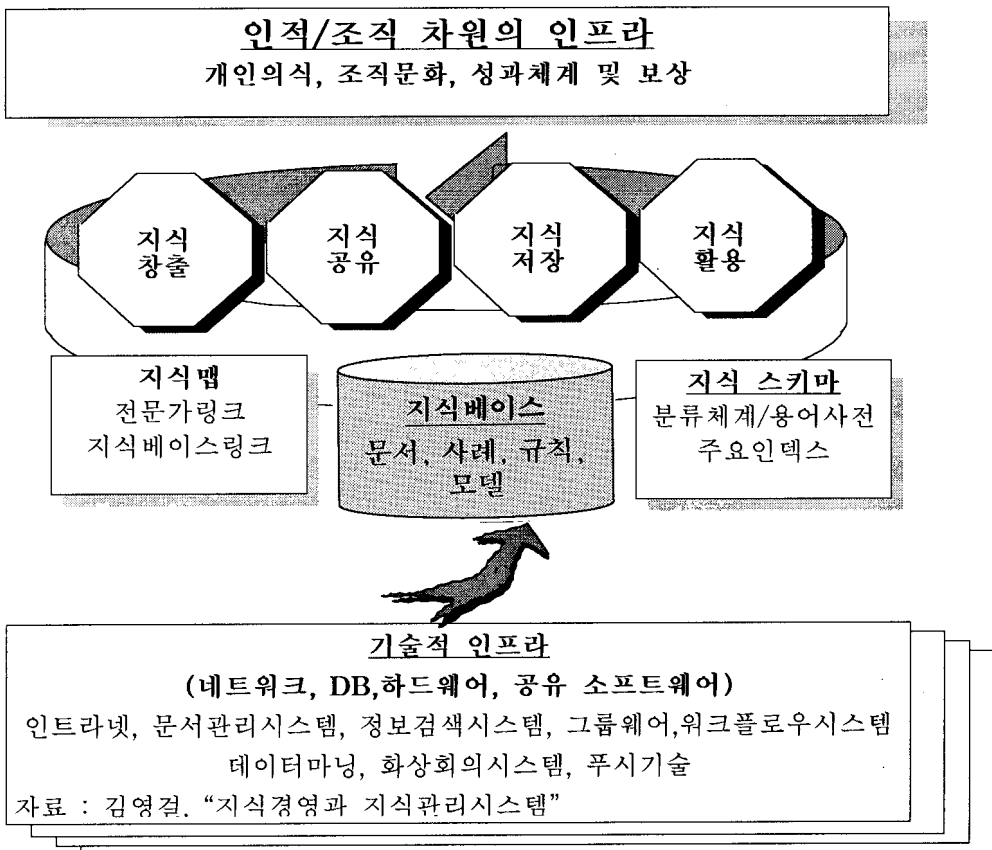 인적/조직 차원의 인프라
개인의식, 조직문화, 성과체계 및 보상
지식
창출
지식
공유
지식
저장
지식
활용
지식맵
전문가링크
지식베이스링크
지식베이스
문서, 사례, 규칙,
모델
지식 스키마
분류체계/용어사전
주요인덱스
기술적 인프라
(네트워크, DB,하드웨어, 공유 소프트웨어)
인트라넷, 문서관리시스템, 정보검색시스템, 그룹웨어,워크플로우시스템
데이터마닝, 화상회의시스템, 푸시기술
자료 : 김영걸. “지식경영과 지식관리시스템”